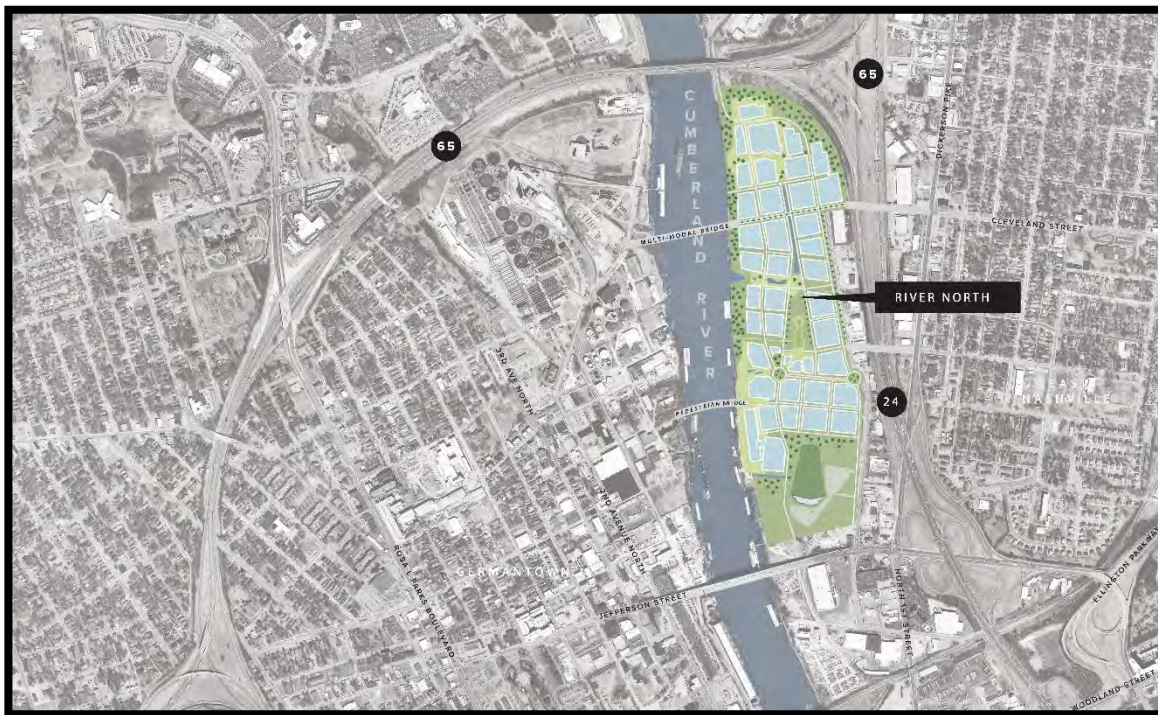 65
65
DICKERSON PIKE
CUMBERLAND RIVER
CLEVELAND STREET
MULTI-MODAL BRIDGE
RIVER NORTH
3RD AVE NORTH
EAST
NASHVILLE
24
PEDESTRIAN BRIDGE
2ND AVENUE NORTH
GERMANTOWN
ROSA L PARKS BOULEVARD
JEFFERSON STREET
NORTH 1ST STREET
ELLINGTON PARKWAY
WOODLAND STREET